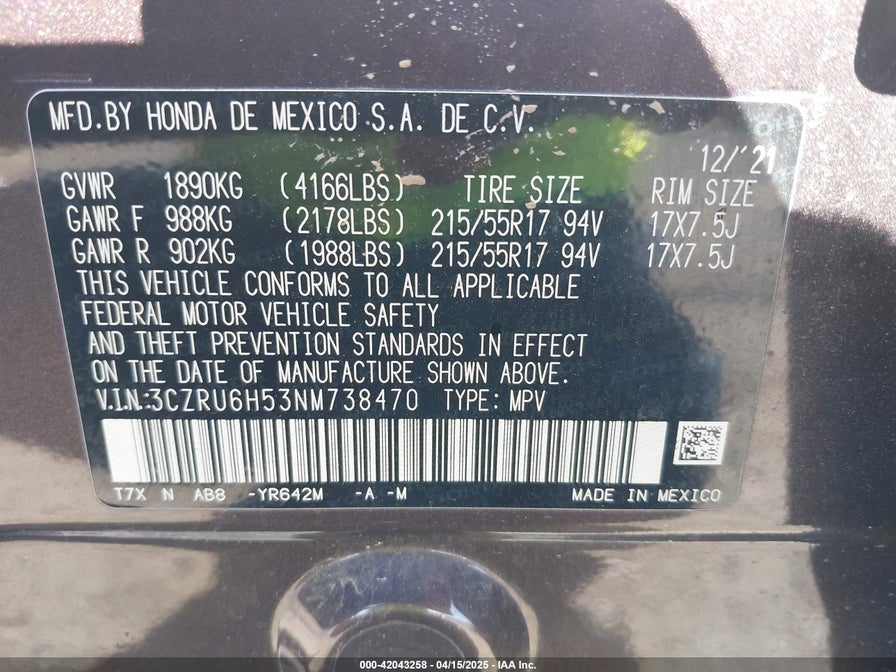 MFD.BY HONDA DE MEXICO S.A. DE C.V.
12/'21
GVWR 1890KG (4166LBS) TIRE SIZE RIM SIZE
GAWR F 988KG (2178LBS) 215/55R17 94V 17X7.5J
GAWR R 902KG (1988LBS) 215/55R17 94V 17X7.5J
THIS VEHICLE CONFORMS TO ALL APPLICABLE
FEDERAL MOTOR VEHICLE SAFETY
AND THEFT PREVENTION STANDARDS IN EFFECT
ON THE DATE OF MANUFACTURE SHOWN ABOVE.
V.I.N.:3CZRU6H53NM738470 TYPE: MPV
T7X N AB8 -YR642M -A -M MADE IN MEXICO
000-42043258 - 04/15/2025 - IAA Inc.